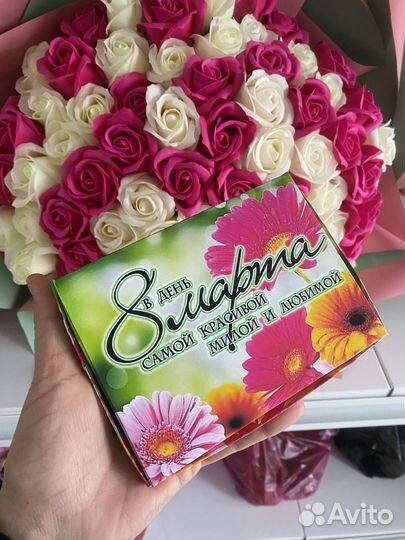 В ДЕНЬ
8 марта
САМОЙ КРАСИВОЙ
МИЛОЙ И ЛЮБИМОЙ
Avito